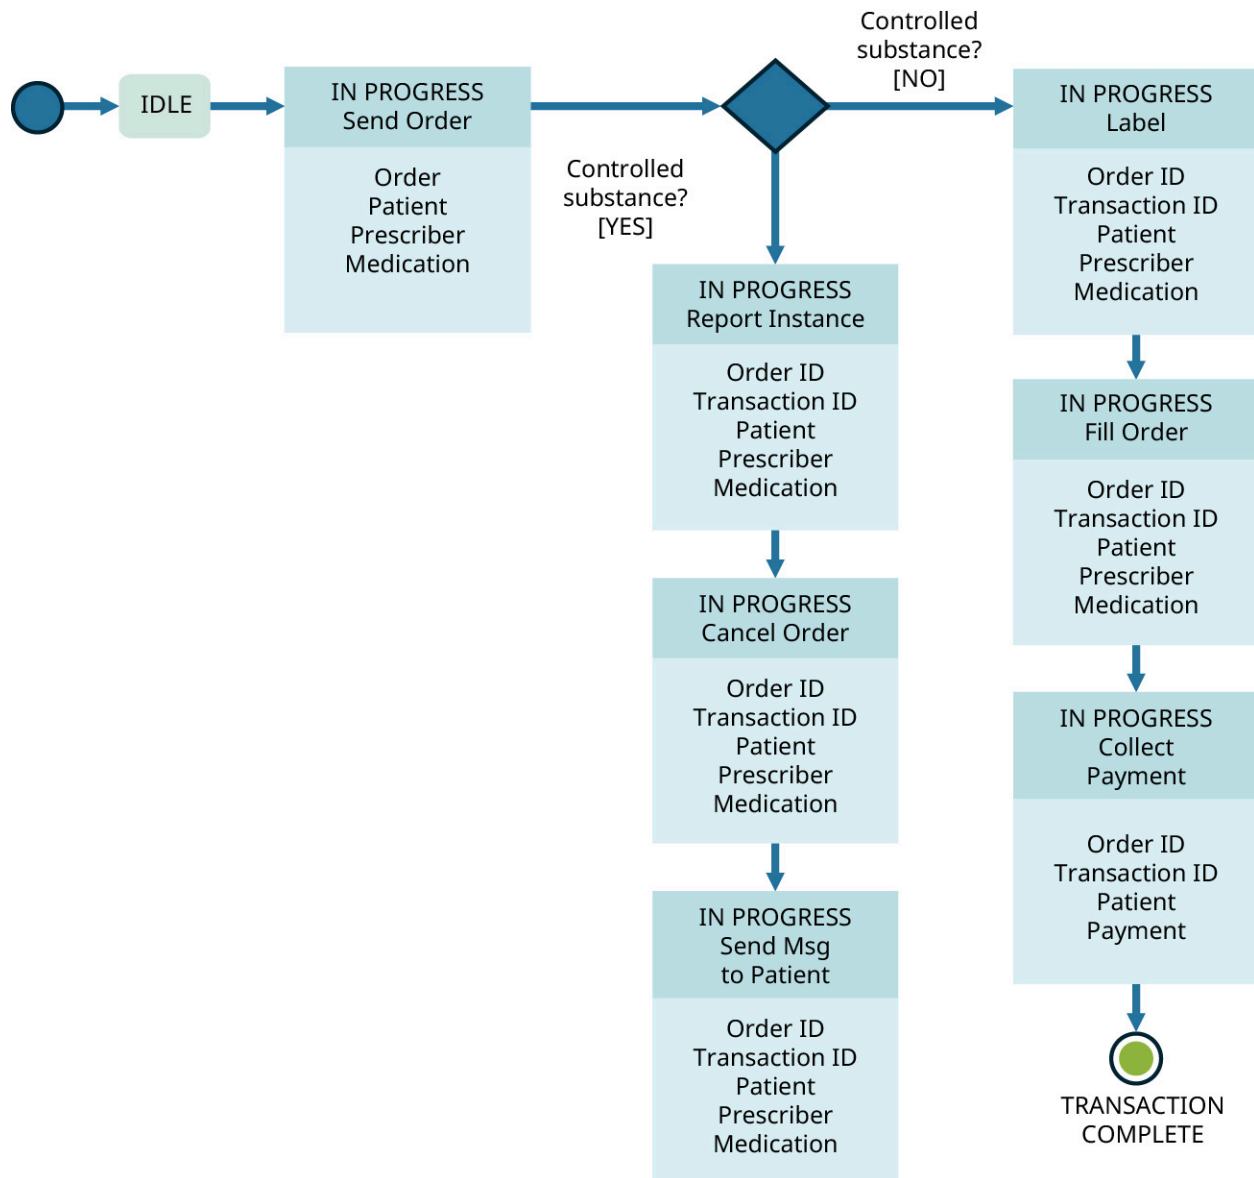 IDLE
IN PROGRESS
Send Order
Order
Patient
Prescriber
Medication
Controlled
substance?
[YES]
Controlled
substance?
[NO]
IN PROGRESS
Report Instance
Order ID
Transaction ID
Patient
Prescriber
Medication
IN PROGRESS
Cancel Order
Order ID
Transaction ID
Patient
Prescriber
Medication
IN PROGRESS
Send Msg
to Patient
Order ID
Transaction ID
Patient
Prescriber
Medication
IN PROGRESS
Label
Order ID
Transaction ID
Patient
Prescriber
Medication
IN PROGRESS
Fill Order
Order ID
Transaction ID
Patient
Prescriber
Medication
IN PROGRESS
Collect
Payment
Order ID
Transaction ID
Patient
Payment
TRANSACTION
COMPLETE